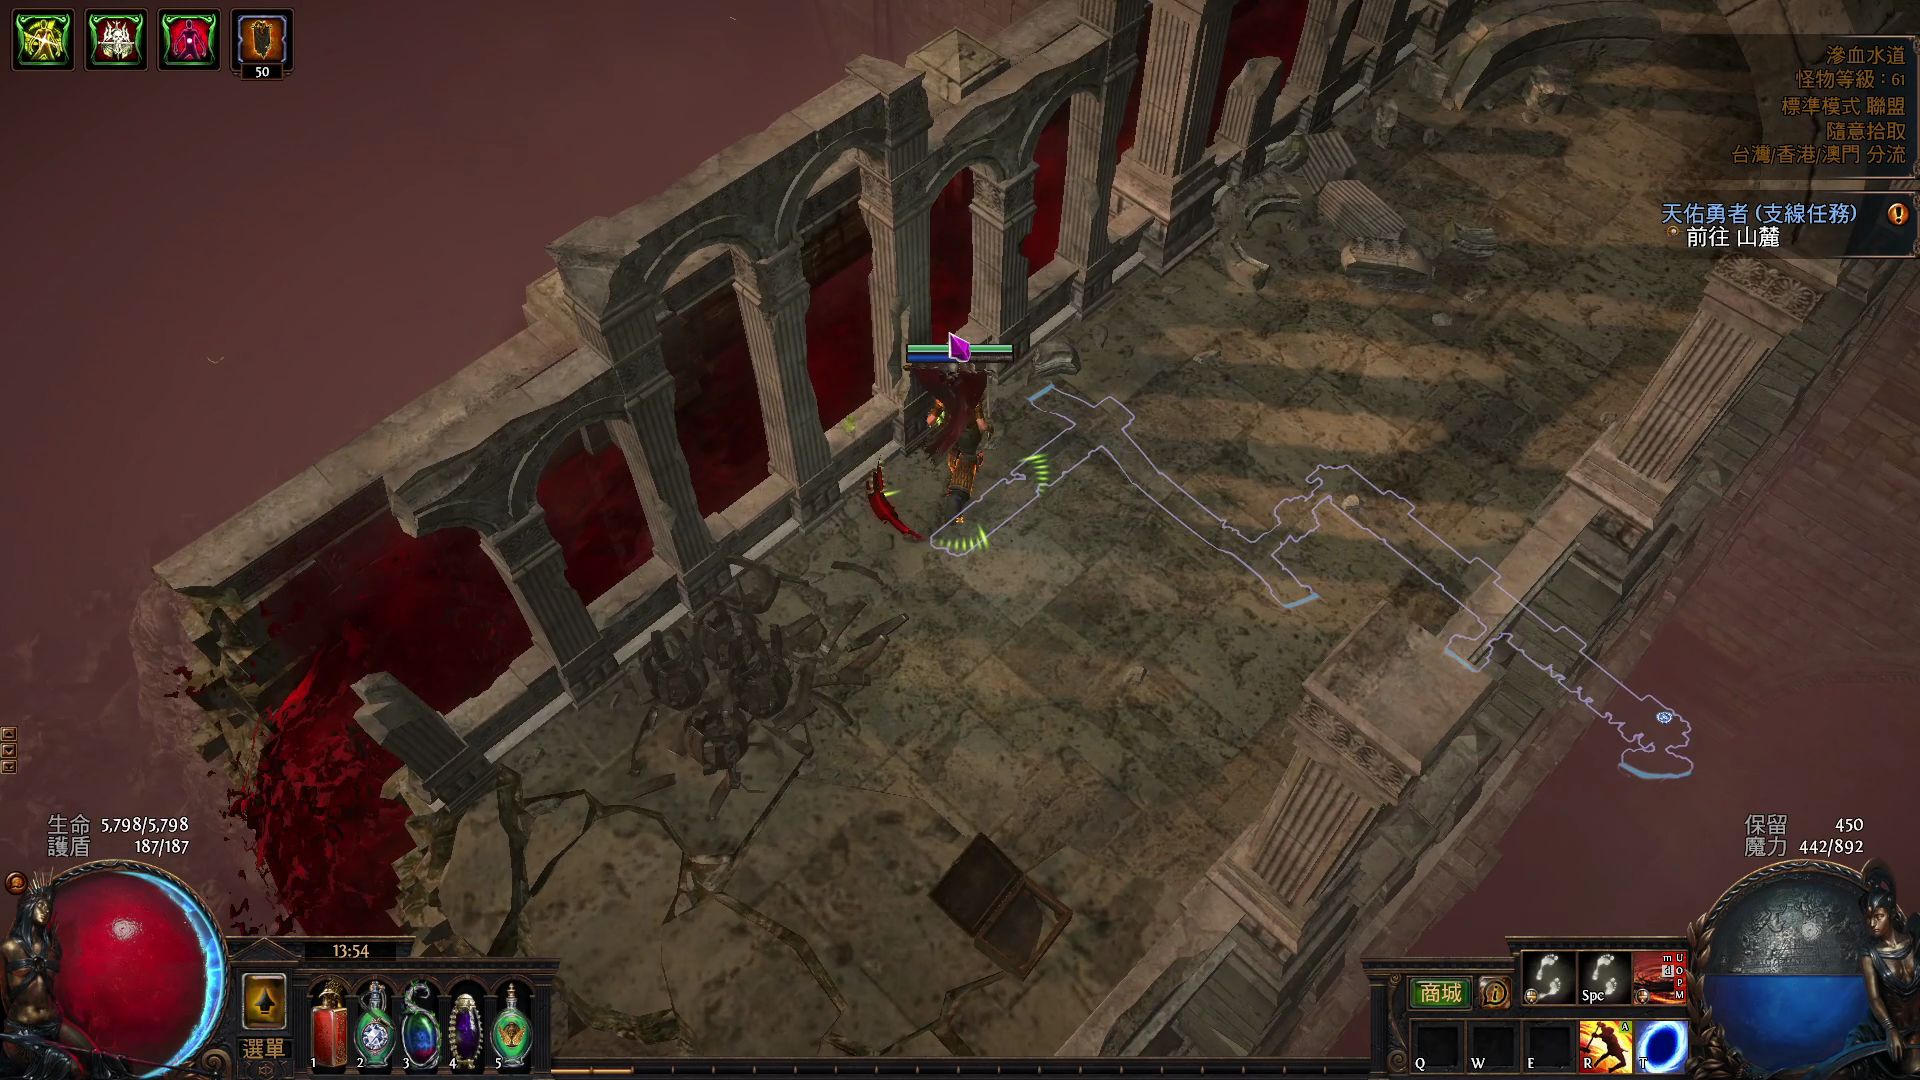 50
滲血水道
怪物等級：61
標準模式 聯盟
隨意拾取
台灣/香港/澳門 分流
天佑勇者 (支線任務)
前往 山麓
生命 5,798/5,798
護盾 187/187
保留 450
魔力 442/892
13:54
選單
1 2 3 4 5
商城
Spc
m U
d O
P
M
Q W E R A T